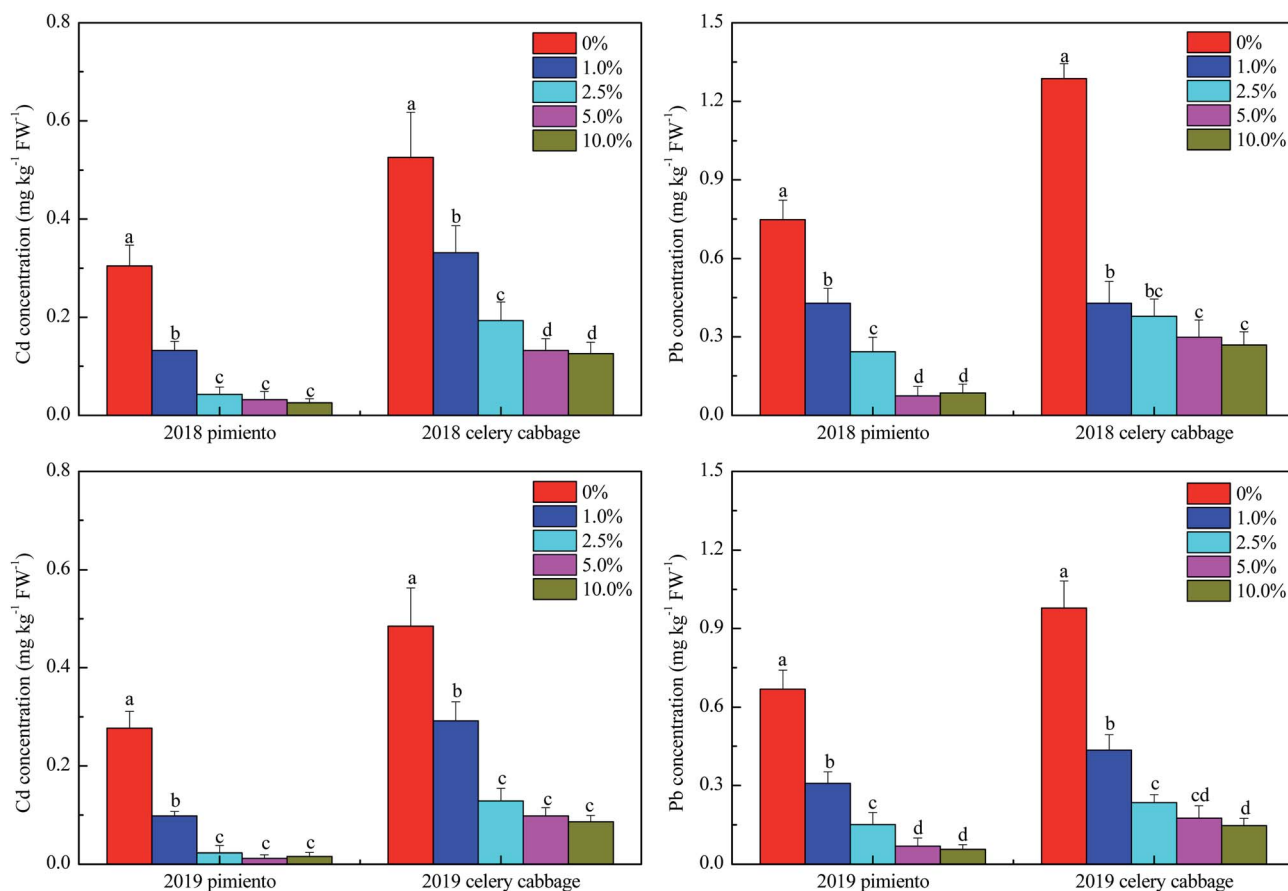 Cd concentration (mg kg⁻¹ FW⁻¹)
0.8
0.6
0.4
0.2
0.0
0%
1.0%
2.5%
5.0%
10.0%
a
b
c
c
c
a
b
c
d
d
2018 pimiento
2018 celery cabbage
Pb concentration (mg kg⁻¹ FW⁻¹)
1.5
1.2
0.9
0.6
0.3
0.0
0%
1.0%
2.5%
5.0%
10.0%
a
b
c
d
d
a
b
bc
c
c
2018 pimiento
2018 celery cabbage
Cd concentration (mg kg⁻¹ FW⁻¹)
0.8
0.6
0.4
0.2
0.0
0%
1.0%
2.5%
5.0%
10.0%
a
b
c
c
c
a
b
c
c
c
2019 pimiento
2019 celery cabbage
Pb concentration (mg kg⁻¹ FW⁻¹)
1.5
1.2
0.9
0.6
0.3
0.0
0%
1.0%
2.5%
5.0%
10.0%
a
b
c
d
d
a
b
c
cd
d
2019 pimiento
2019 celery cabbage